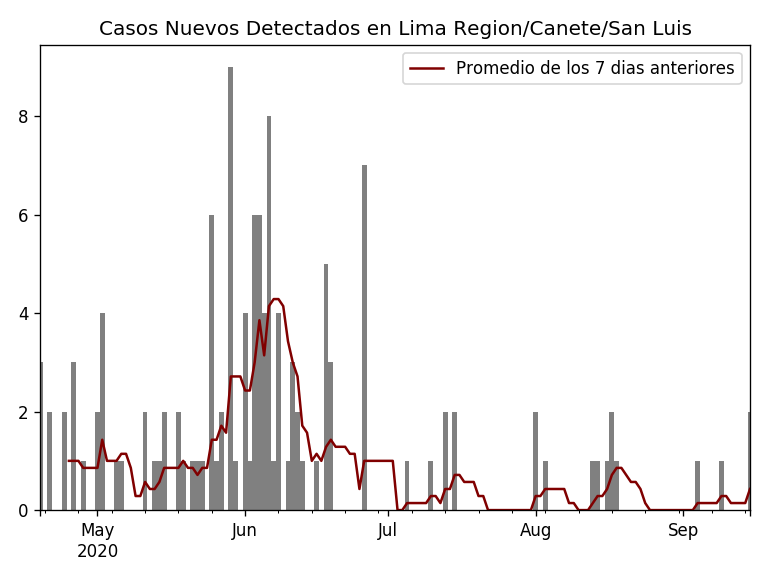 Casos Nuevos Detectados en Lima Region/Canete/San Luis
Promedio de los 7 dias anteriores
8
6
4
2
0
May
2020
Jun
Jul
Aug
Sep